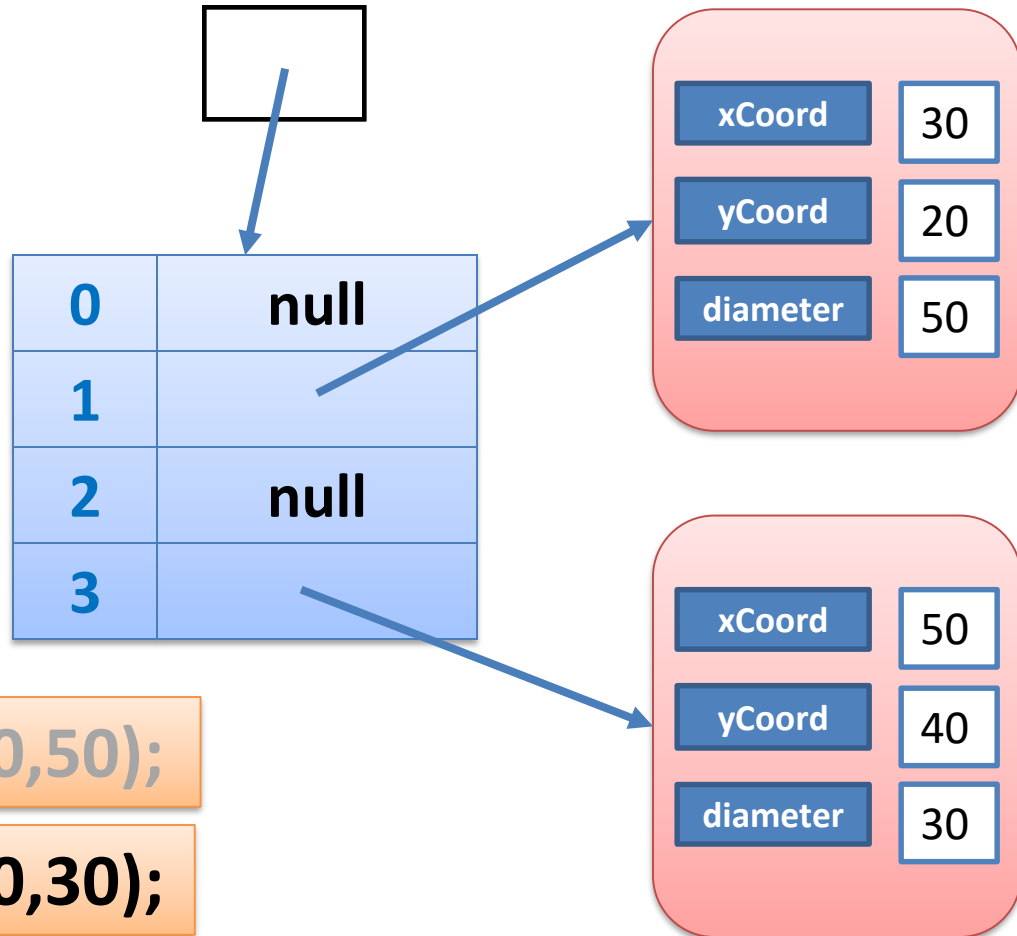 0 null
1
2 null
3
xCoord 30
yCoord 20
diameter 50
xCoord 50
yCoord 40
diameter 30
0,50);
0,30);